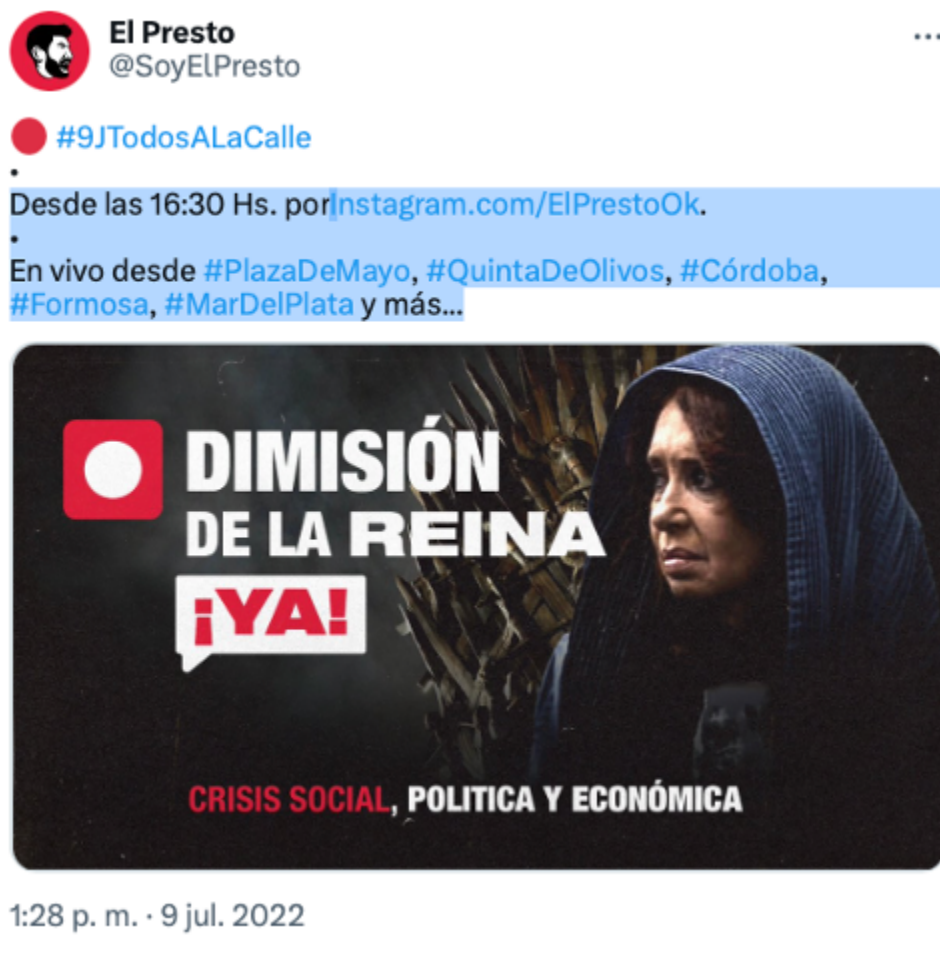 El Presto
@SoyElPresto
#9JTodosALaCalle
•
Desde las 16:30 Hs. por Instagram.com/ElPrestoOk.
•
En vivo desde #PlazaDeMayo, #QuintaDeOlivos, #Córdoba,
#Formosa, #MarDelPlata y más...
DIMISIÓN
DE LA REINA
¡YA!
CRISIS SOCIAL, POLITICA Y ECONÓMICA
1:28 p. m. · 9 jul. 2022